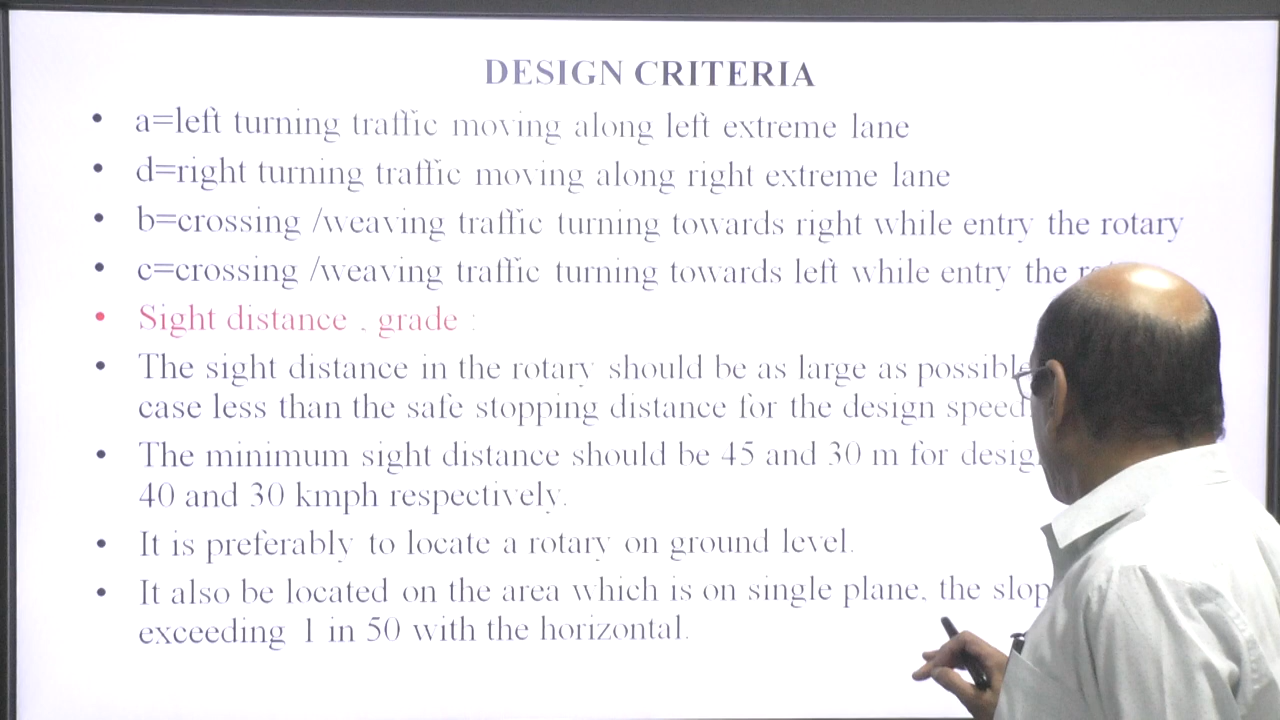 DESIGN CRITERIA
• a=left turning traffic moving along left extreme lane
• d=right turning traffic moving along right extreme lane
• b=crossing /weaving traffic turning towards right while entry the rotary
• c=crossing /weaving traffic turning towards left while entry the
• Sight distance , grade :
• The sight distance in the rotary should be as large as
case less than the safe stopping distance for the design speed.
• The minimum sight distance should be 45 and 30 m for
40 and 30 kmph respectively.
• It is preferably to locate a rotary on ground level.
• It also be located on the area which is on single plane, the
exceeding 1 in 50 with the horizontal.